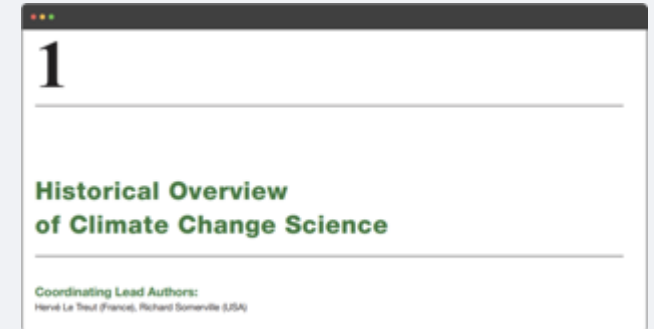 1
Historical Overview
of Climate Change Science
Coordinating Lead Authors:
Hervé Le Treut (France), Richard Somerville (USA)